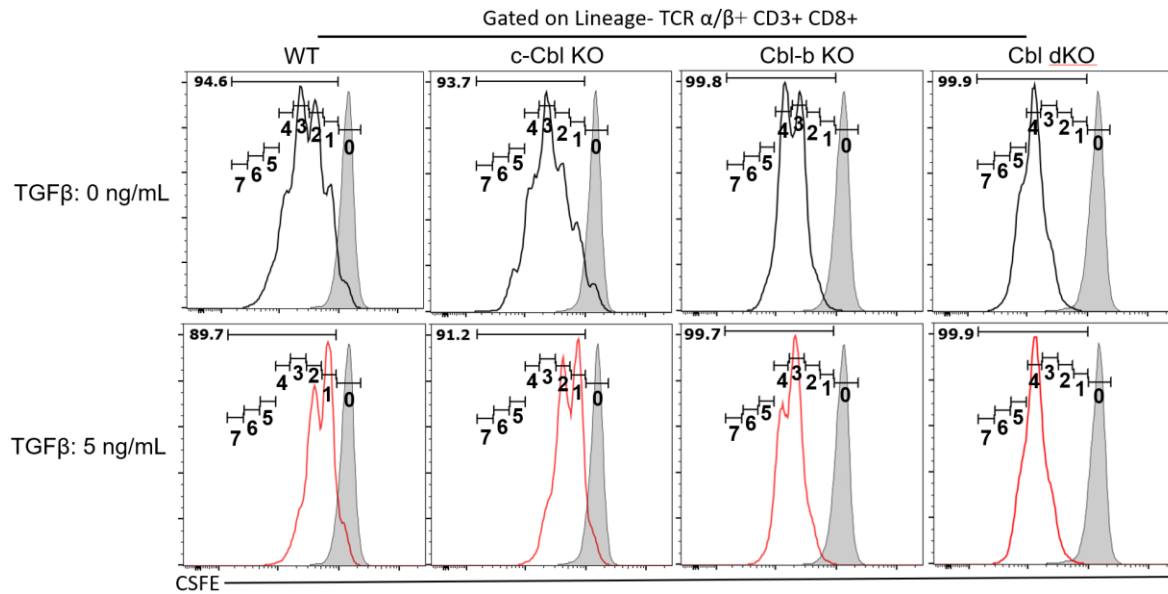 Gated on Lineage- TCR α/β+ CD3+ CD8+
WT
c-Cbl KO
Cbl-b KO
Cbl dKO
TGFβ: 0 ng/mL
94.6
7 6 5 4 3 2 1 0
93.7
7 6 5 4 3 2 1 0
99.8
7 6 5 4 3 2 1 0
99.9
7 6 5 4 3 2 1 0
TGFβ: 5 ng/mL
89.7
7 6 5 4 3 2 1 0
91.2
7 6 5 4 3 2 1 0
99.7
7 6 5 4 3 2 1 0
99.9
7 6 5 4 3 2 1 0
CSFE